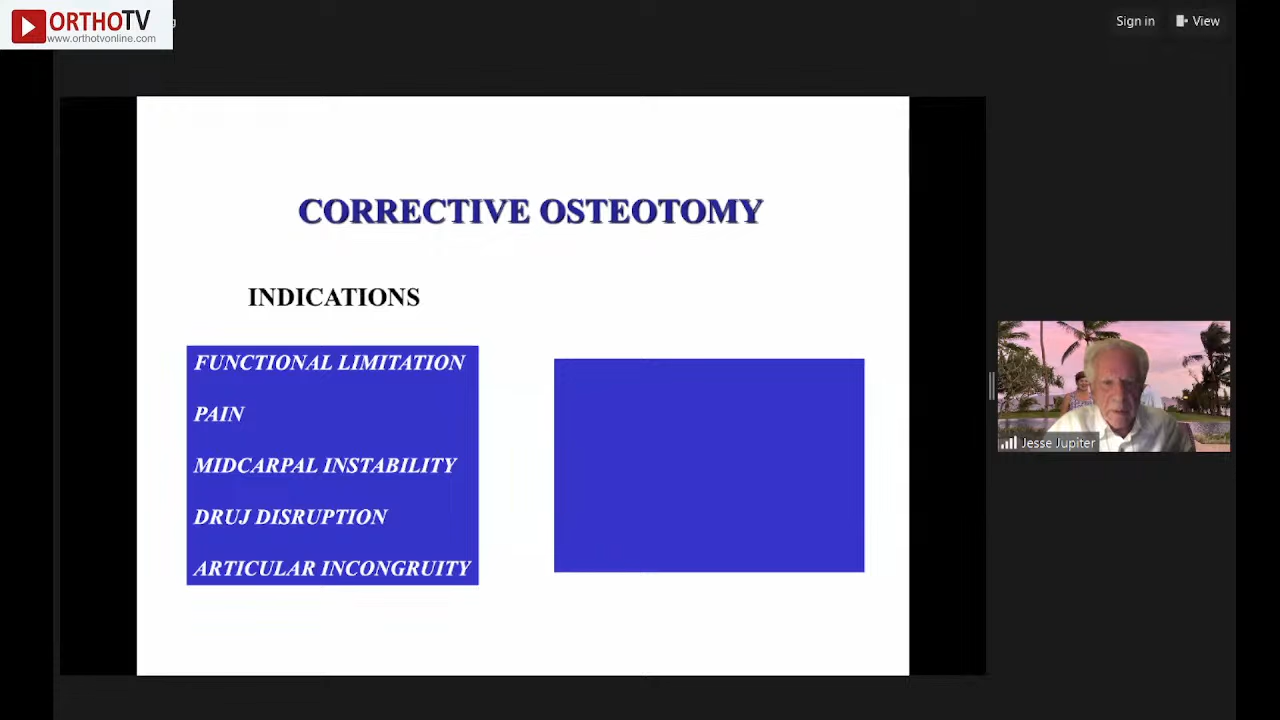 ORTHOTV
www.orthotvonline.com
Sign in
View
CORRECTIVE OSTEOTOMY
INDICATIONS
FUNCTIONAL LIMITATION
PAIN
MIDCARPAL INSTABILITY
DRUJ DISRUPTION
ARTICULAR INCONGRUITY
Jesse Jupiter